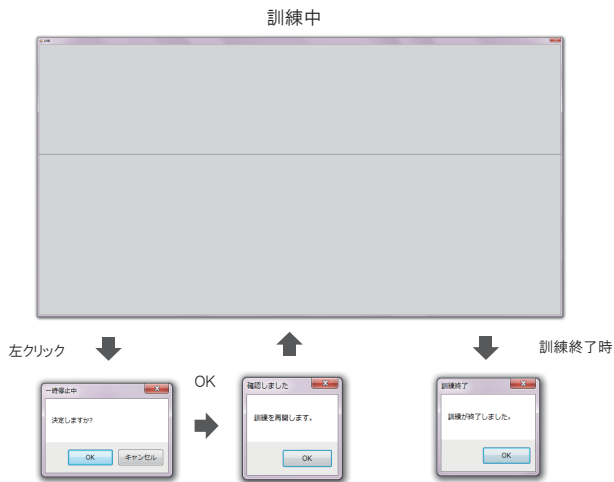 訓練中
左クリック
訓練終了時
一時停止中
決定しますか?
OK
キャンセル
OK
確認しました
訓練を再開します。
OK
訓練終了
訓練が終了しました。
OK